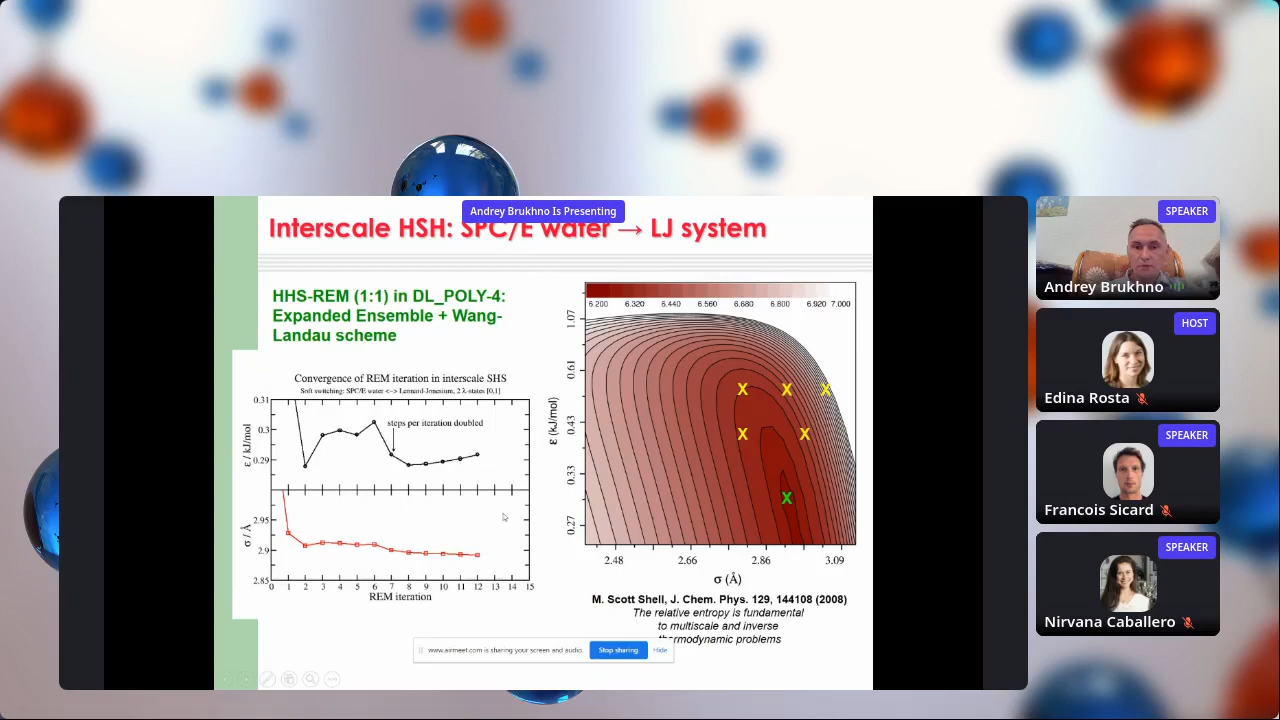 Andrey Brukhno Is Presenting
Interscale HSH: SPC/E water → LJ system
HHS-REM (1:1) in DL_POLY-4:
Expanded Ensemble + Wang-
Landau scheme
Convergence of REM iteration in interscale SHS
Soft switching: SPC/E water <-> Lennard-Jonesium, 2 λ-states [0,1]
steps per iteration doubled
0.31
0.3
0.29
ε / kJ/mol
2.95
2.9
2.85
σ / Å
0 1 2 3 4 5 6 7 8 9 10 11 12 13 14 15
REM iteration
6.200 6.320 6.440 6.560 6.680 6.800 6.920 7.000
1.07
0.61
0.43
0.33
0.27
ε (kJ/mol)
X X X
X X
X
2.48 2.66 2.86 3.09
σ (Å)
M. Scott Shell, J. Chem. Phys. 129, 144108 (2008)
The relative entropy is fundamental
to multiscale and inverse
thermodynamic problems
www.airmeet.com is sharing your screen and audio.
Stop sharing
Hide
SPEAKER
Andrey Brukhno
HOST
Edina Rosta
SPEAKER
Francois Sicard
SPEAKER
Nirvana Caballero